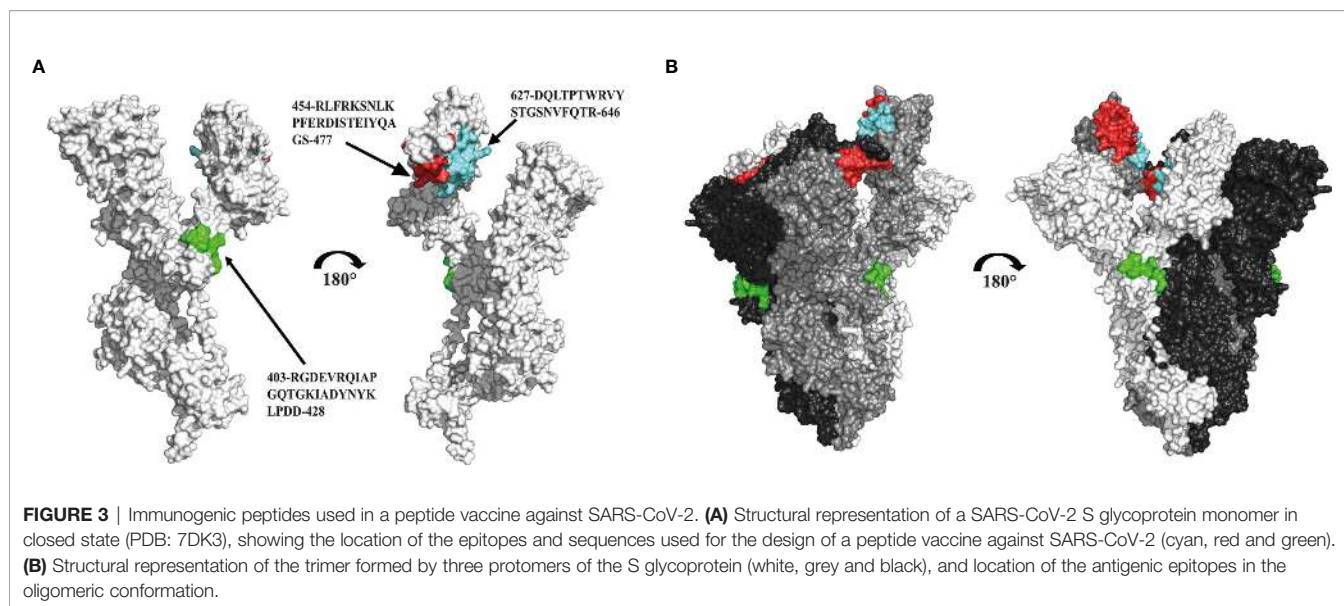 A
B
454-RLFRKSNLK
PFERDISTEIYQA
GS-477
627-DQLTPTWRVY
STGSNVFQTR-646
180°
403-RGDEVRQIAP
GQTGKIADYNYK
LPDD-428
180°
FIGURE 3 | Immunogenic peptides used in a peptide vaccine against SARS-CoV-2. (A) Structural representation of a SARS-CoV-2 S glycoprotein monomer in
closed state (PDB: 7DK3), showing the location of the epitopes and sequences used for the design of a peptide vaccine against SARS-CoV-2 (cyan, red and green).
(B) Structural representation of the trimer formed by three protomers of the S glycoprotein (white, grey and black), and location of the antigenic epitopes in the
oligomeric conformation.